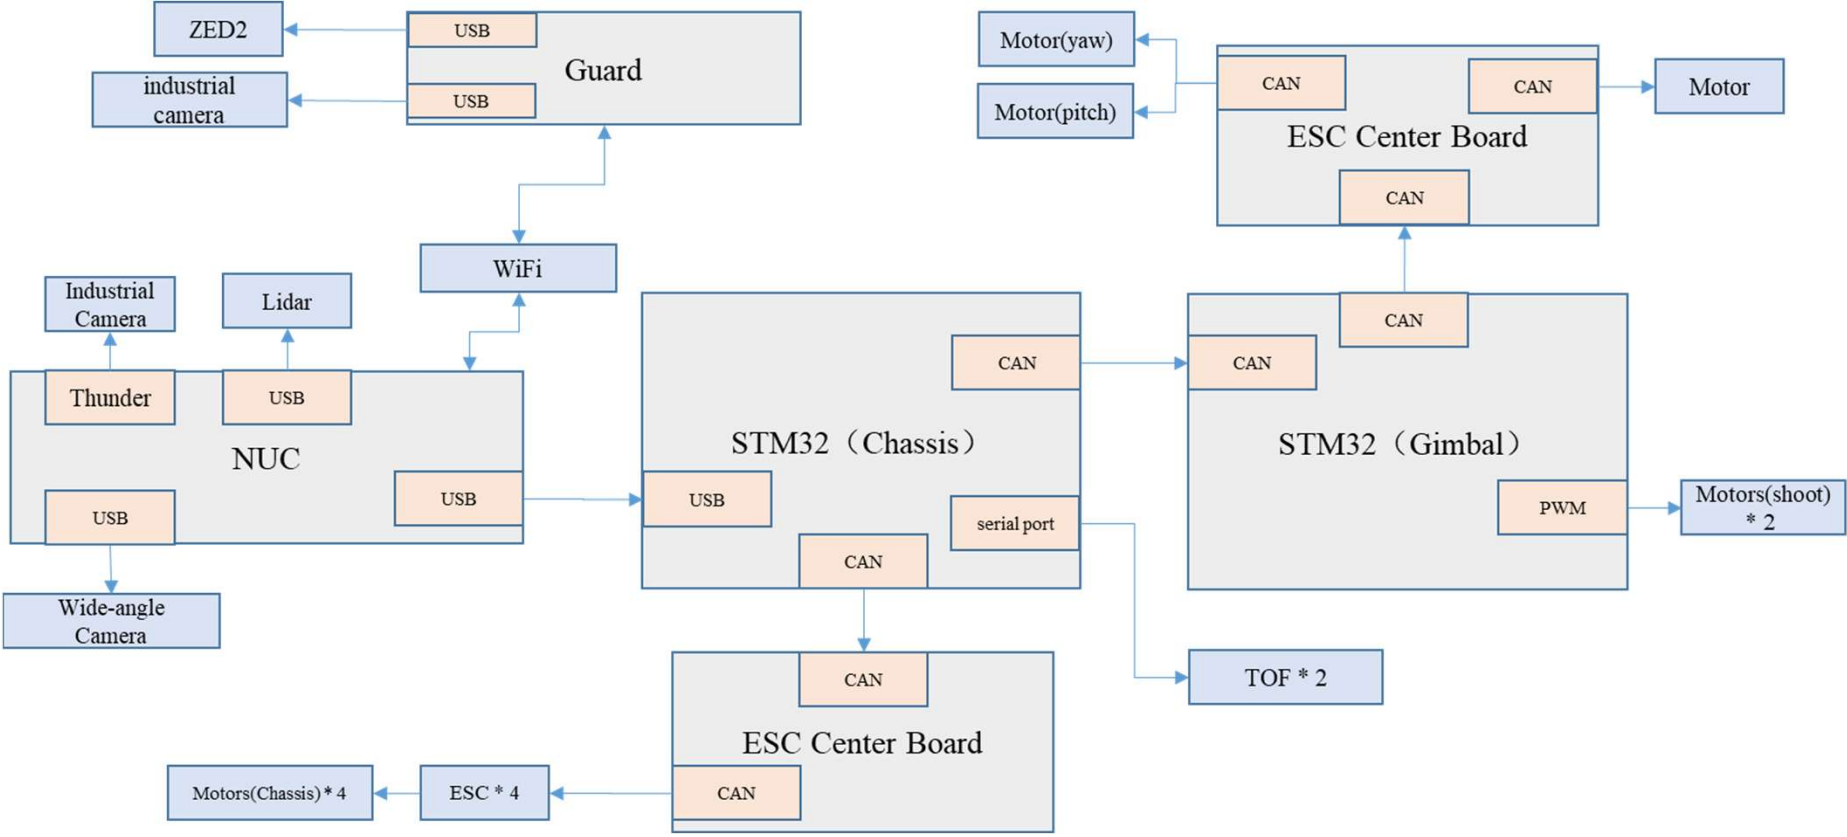 ZED2
USB
Guard
industrial
camera
USB
Motor(yaw)
Motor(pitch)
CAN
CAN
Motor
ESC Center Board
CAN
WiFi
Industrial
Camera
Lidar
Thunder
USB
NUC
USB
USB
Wide-angle
Camera
CAN
STM32（Chassis）
USB
serial port
CAN
CAN
CAN
STM32（Gimbal）
PWM
Motors(shoot)
* 2
TOF * 2
CAN
ESC Center Board
CAN
ESC * 4
Motors(Chassis) * 4